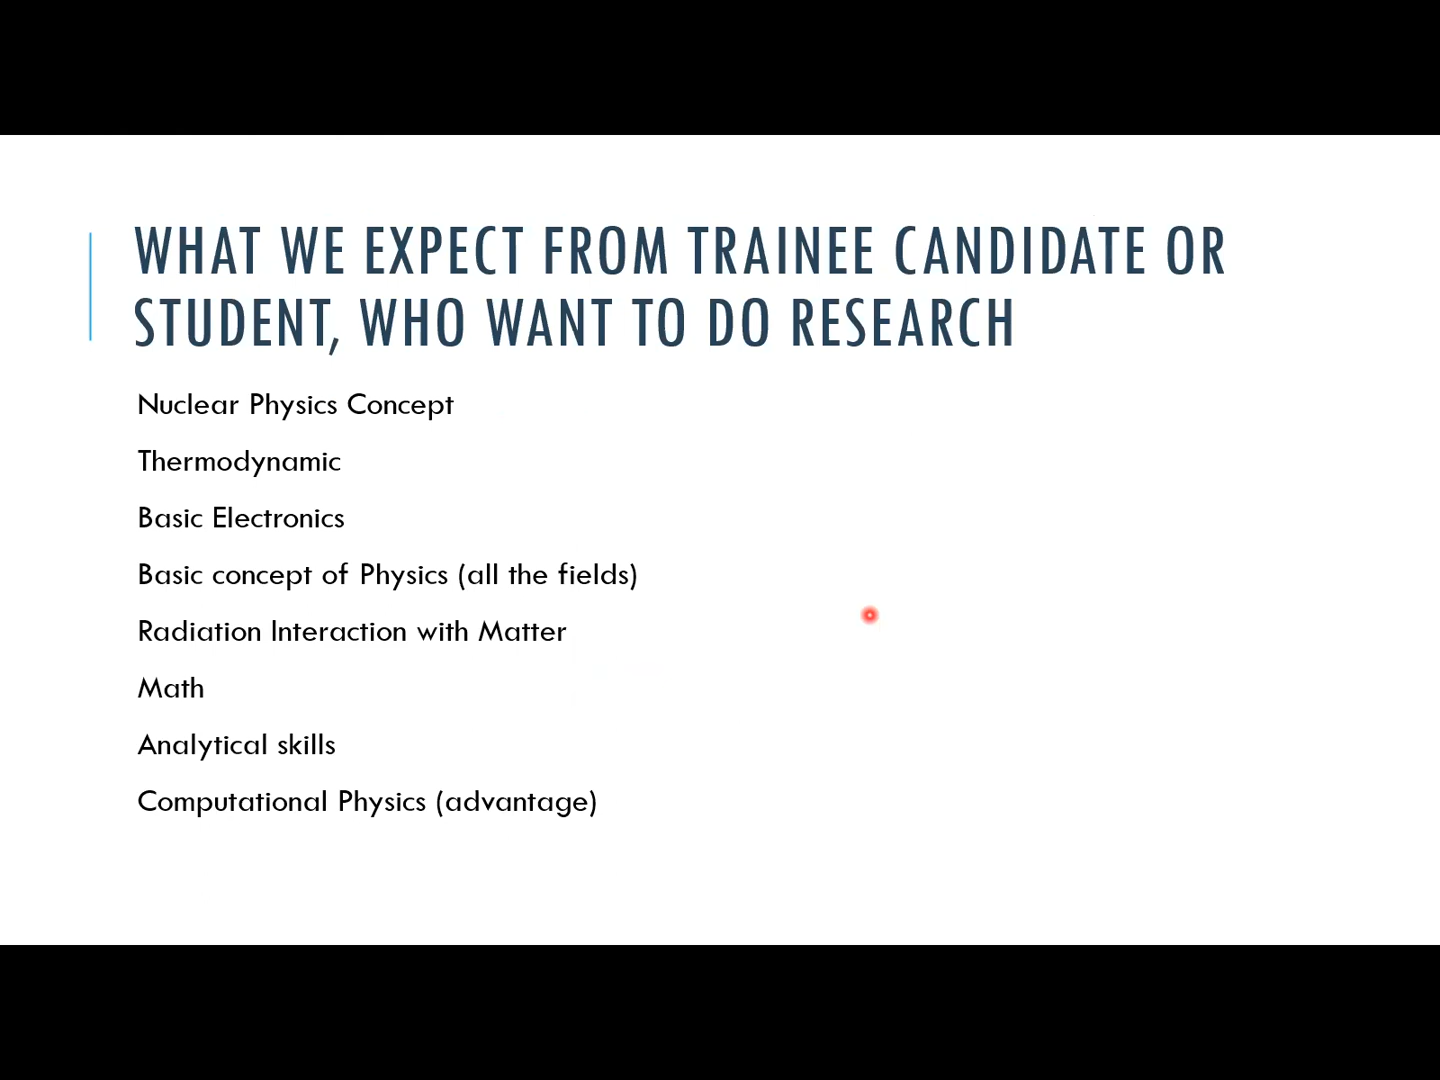 WHAT WE EXPECT FROM TRAINEE CANDIDATE OR
STUDENT, WHO WANT TO DO RESEARCH
Nuclear Physics Concept
Thermodynamic
Basic Electronics
Basic concept of Physics (all the fields)
Radiation Interaction with Matter
Math
Analytical skills
Computational Physics (advantage)